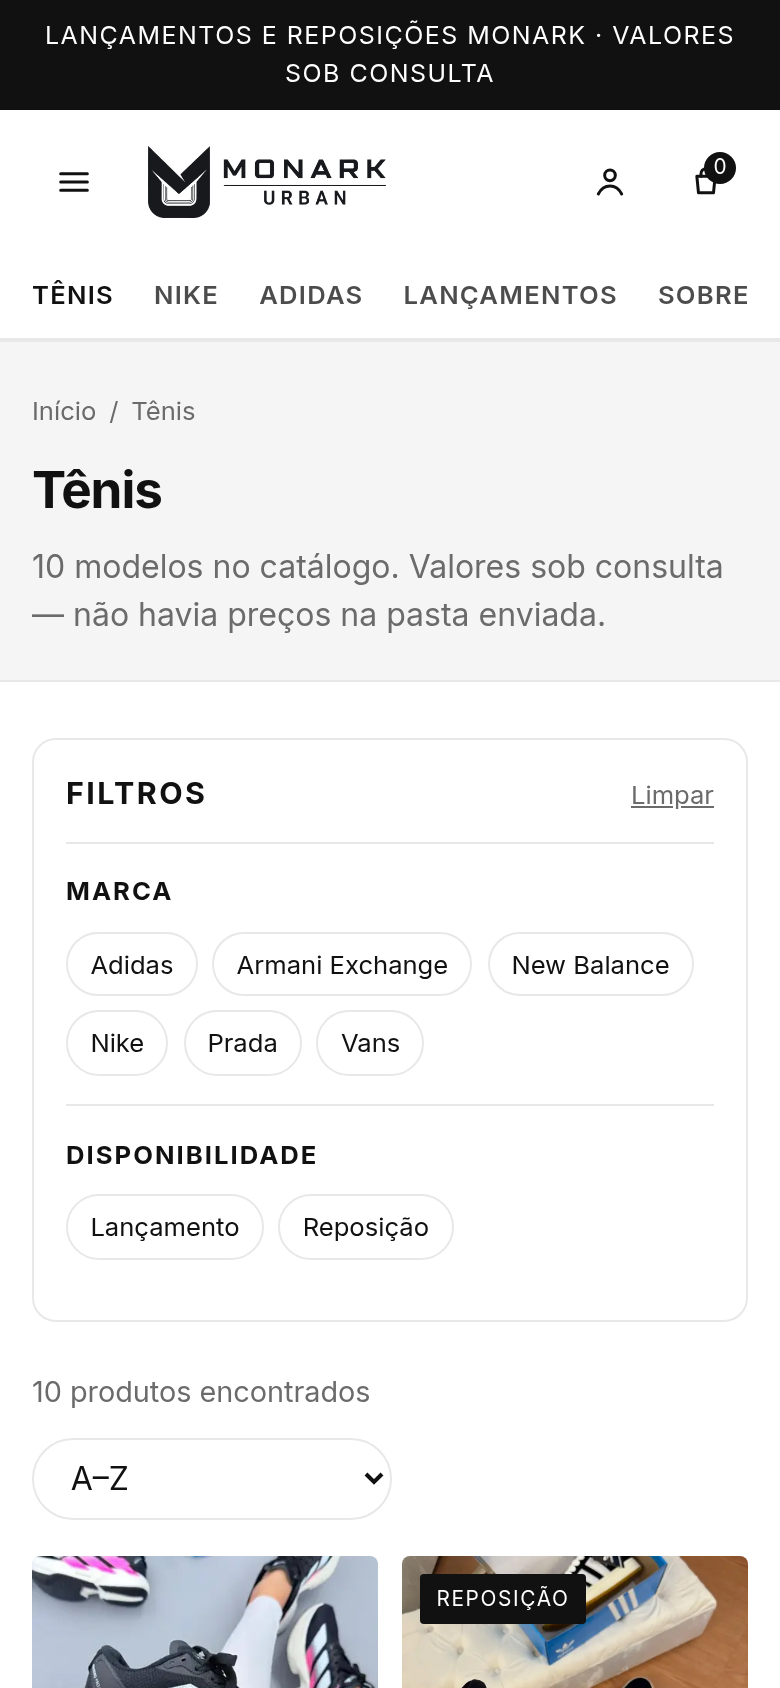 LANÇAMENTOS E REPOSIÇÕES MONARK · VALORES
SOB CONSULTA
MONARK
URBAN
0
TÊNIS NIKE ADIDAS LANÇAMENTOS SOBRE
Início / Tênis
Tênis
10 modelos no catálogo. Valores sob consulta
— não havia preços na pasta enviada.
FILTROS Limpar
MARCA
Adidas Armani Exchange New Balance
Nike Prada Vans
DISPONIBILIDADE
Lançamento Reposição
10 produtos encontrados
A–Z
REPOSIÇÃO